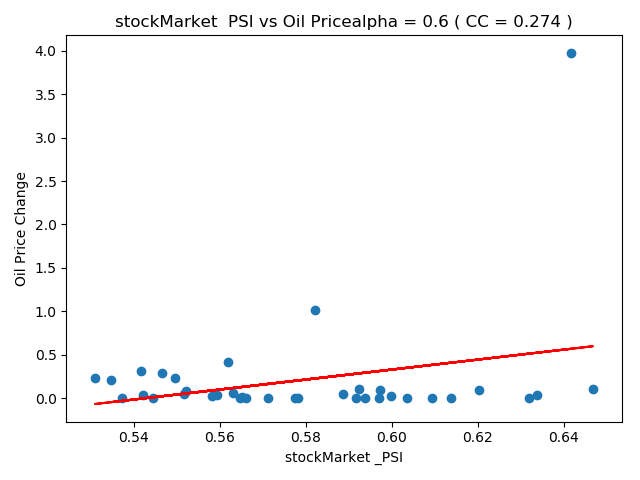 stockMarket  PSI vs Oil Pricealpha = 0.6 ( CC = 0.274 )
4.0
3.5
3.0
2.5
2.0
1.5
1.0
0.5
0.0
Oil Price Change
0.54 0.56 0.58 0.60 0.62 0.64
stockMarket _PSI